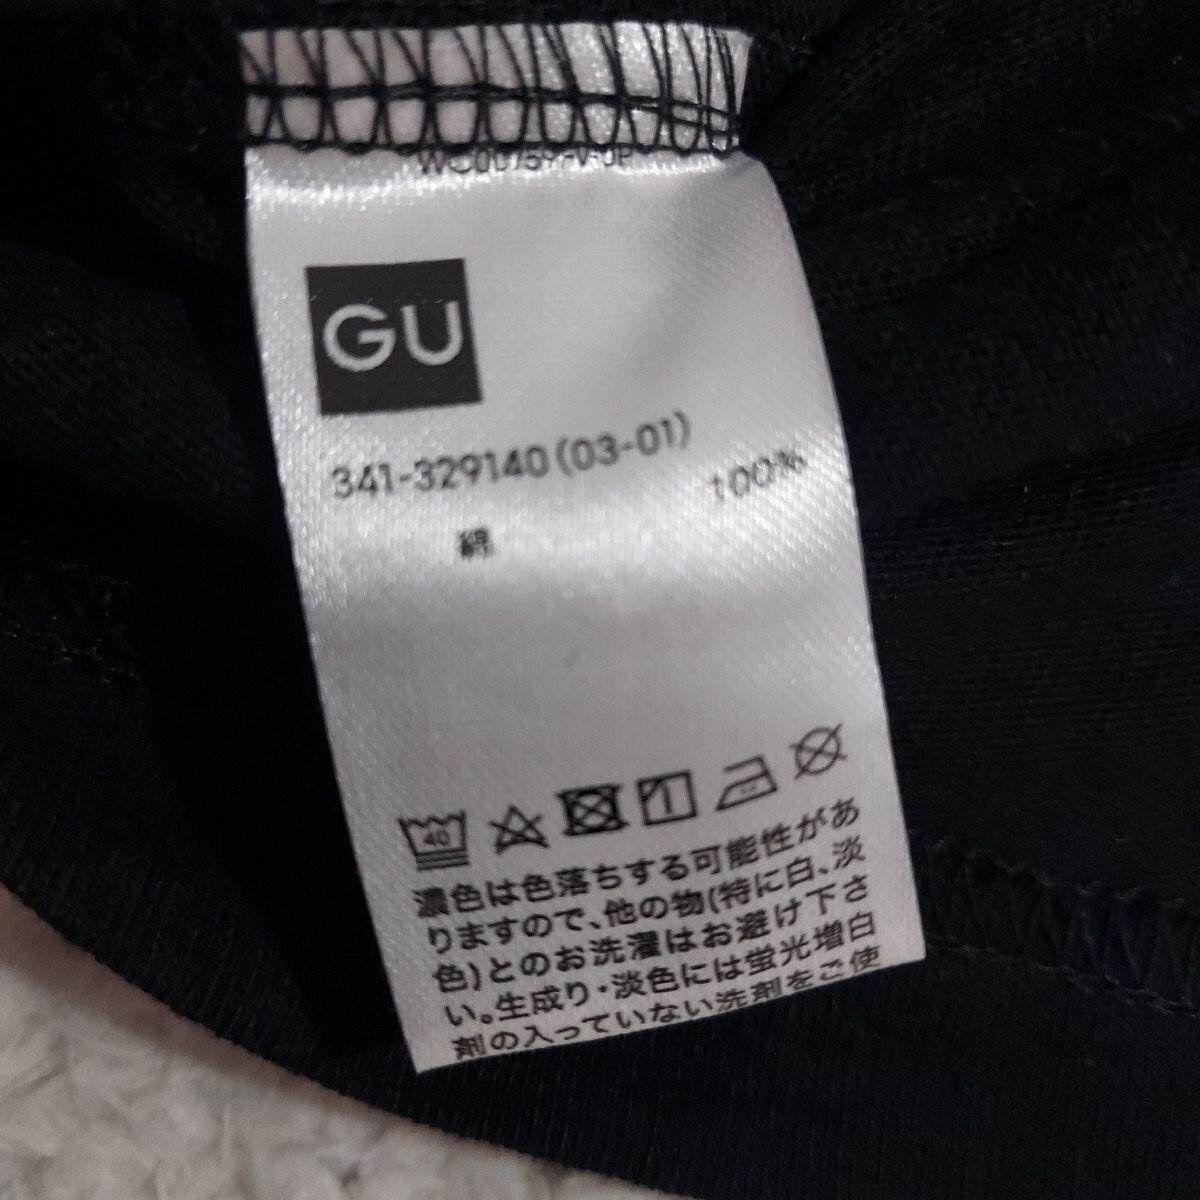 GU
341-329140(03-01)
綿 100%
40
濃色は色落ちする可能性があ
りますので、他の物(特に白、淡
色)とのお洗濯はお避け下さ
い。生成り・淡色には蛍光増白
剤の入っていない洗剤をご使